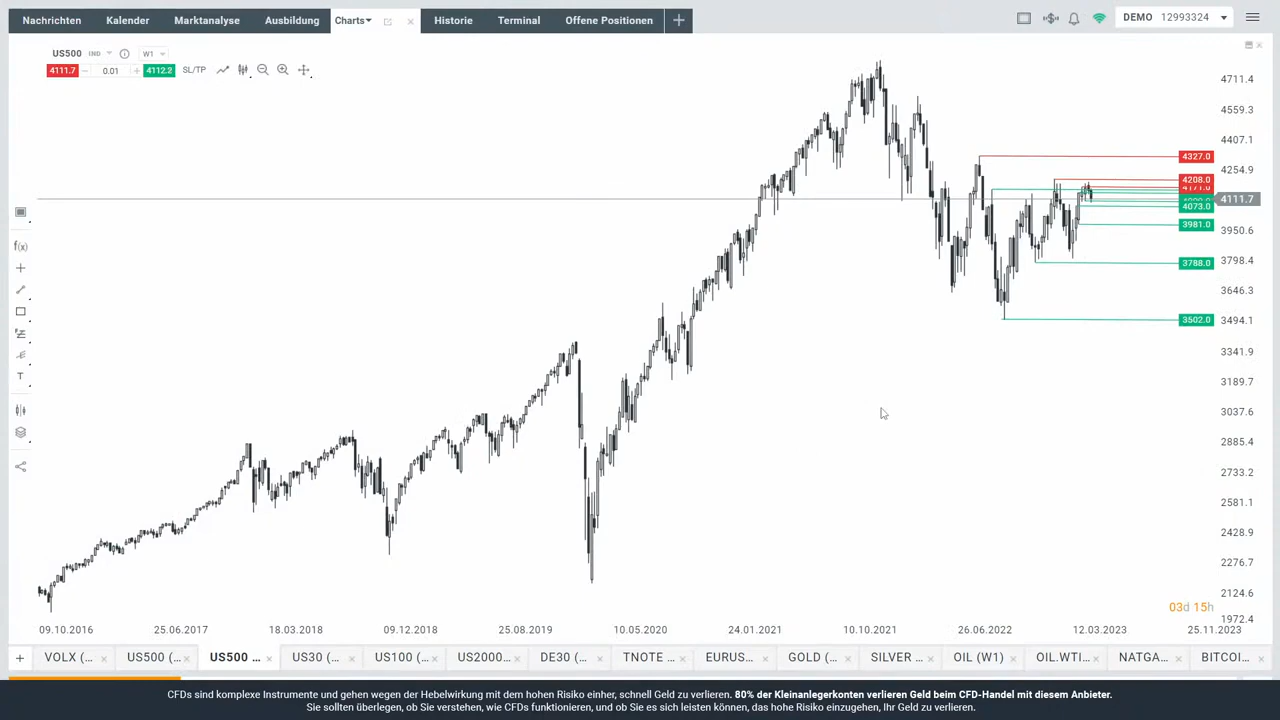 Nachrichten Kalender Marktanalyse Ausbildung Charts Historie Terminal Offene Positionen + DEMO 12993324
US500 IND W1
4111.7 0.01 4112.2 SL/TP
4711.4
4559.3
4407.1
4254.9
4111.7
3950.6
3798.4
3646.3
3494.1
3341.9
3189.7
3037.6
2885.4
2733.2
2581.1
2428.9
2276.7
2124.6
1972.4
4327.0
4208.0
4073.0
3981.0
3788.0
3502.0
f(x)
T
03d 15h
09.10.2016 25.06.2017 18.03.2018 09.12.2018 25.08.2019 10.05.2020 24.01.2021 10.10.2021 26.06.2022 12.03.2023 25.11.2023
+ VOLX (... US500 (... US500 ... US30 (... US100 (... US2000... DE30 (... TNOTE ... EURUS... GOLD (... SILVER ... OIL (W1) OIL.WTI... NATGA... BITCOI...
CFDs sind komplexe Instrumente und gehen wegen der Hebelwirkung mit dem hohen Risiko einher, schnell Geld zu verlieren. 80% der Kleinanlegerkonten verlieren Geld beim CFD-Handel mit diesem Anbieter.
Sie sollten überlegen, ob Sie verstehen, wie CFDs funktionieren, und ob Sie es sich leisten können, das hohe Risiko einzugehen, Ihr Geld zu verlieren.